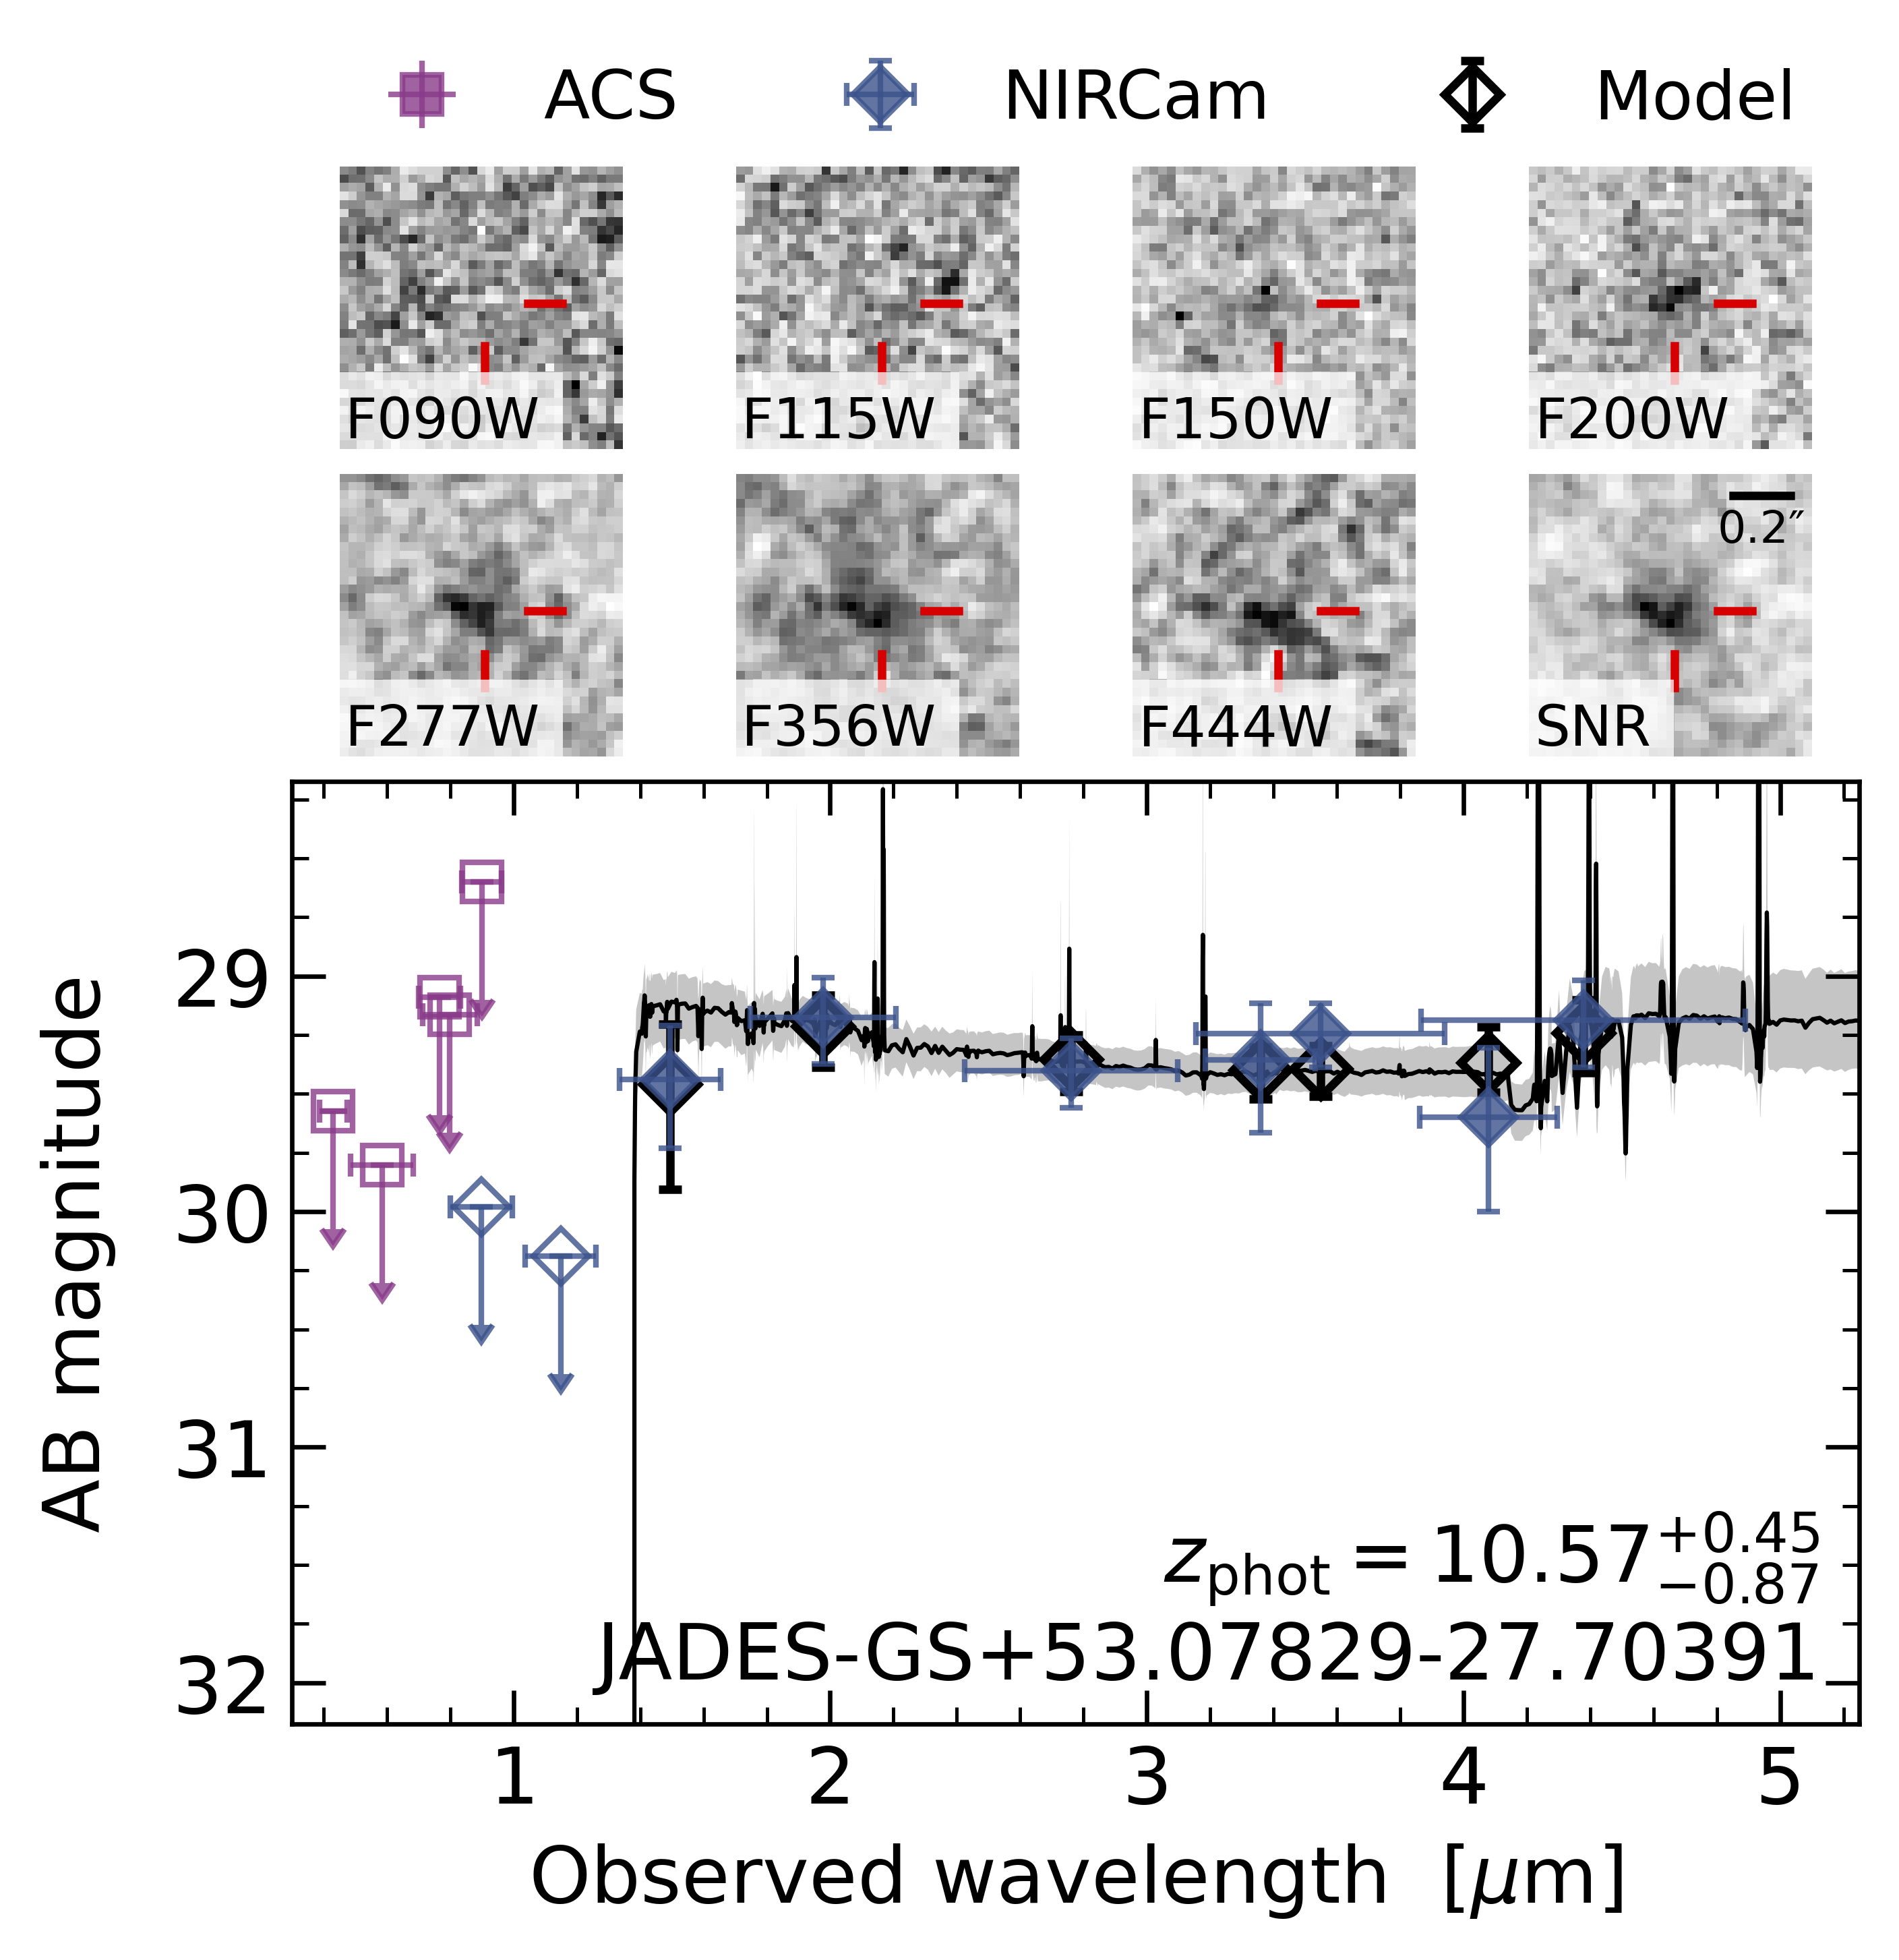 ACS NIRCam Model
F090W F115W F150W F200W
0.2″
F277W F356W F444W SNR
AB magnitude
29
30
31
32
z_phot = 10.57 +0.45 −0.87
JADES-GS+53.07829-27.70391
1 2 3 4 5
Observed wavelength [μm]